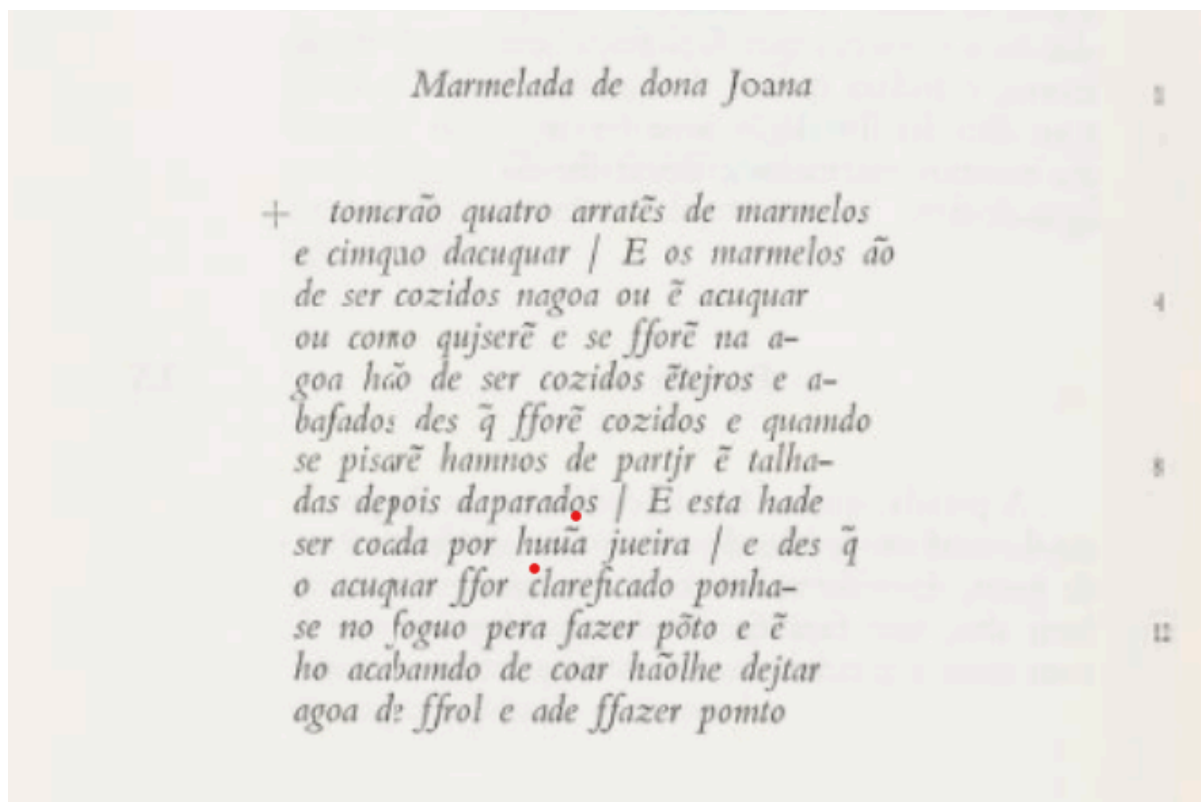 Marmelada de dona Joana
+ tomerão quatro arratẽs de marmelos
e cimquo dacuquar / E os marmelos ão
de ser cozidos nagoa ou ẽ acuquar
ou como qujserẽ e se fforẽ na a-
goa hão de ser cozidos ẽtejros e a-
bafados des q̃ fforẽ cozidos e quamdo
se pisarẽ hamnos de partjr ẽ talha-
das depois daparados / E esta hade
ser coada por huũa jueira / e des q̃
o acuquar ffor clareficado ponha-
se no foguo pera fazer põto e ẽ
ho acabamdo de coar hãolhe dejtar
agoa de ffrol e ade ffazer pomto
4
8
12